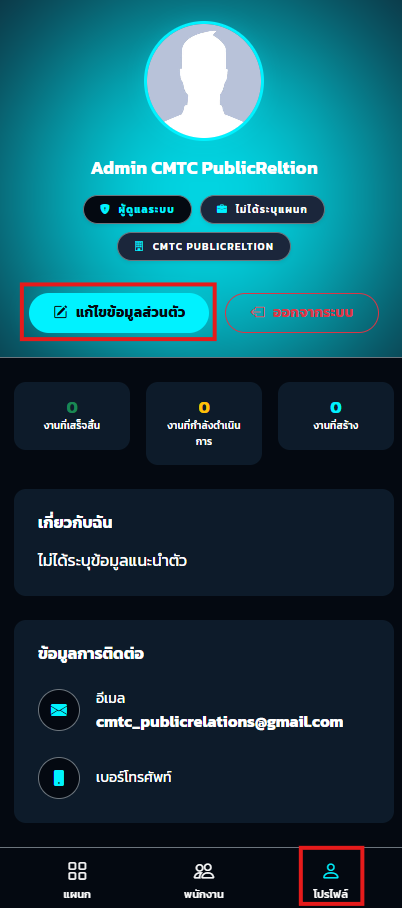 Admin CMTC PublicReltion
ผู้ดูแลระบบ
ไม่ได้ระบุแผนก
CMTC PUBLICRELTION
แก้ไขข้อมูลส่วนตัว
ออกจากระบบ
0
งานที่เสร็จสิ้น
0
งานที่กำลังดำเนิน
การ
0
งานที่สร้าง
เกี่ยวกับฉัน
ไม่ได้ระบุข้อมูลแนะนำตัว
ข้อมูลการติดต่อ
อีเมล
cmtc_publicrelations@gmail.com
เบอร์โทรศัพท์
แผนก
พนักงาน
โปรไฟล์